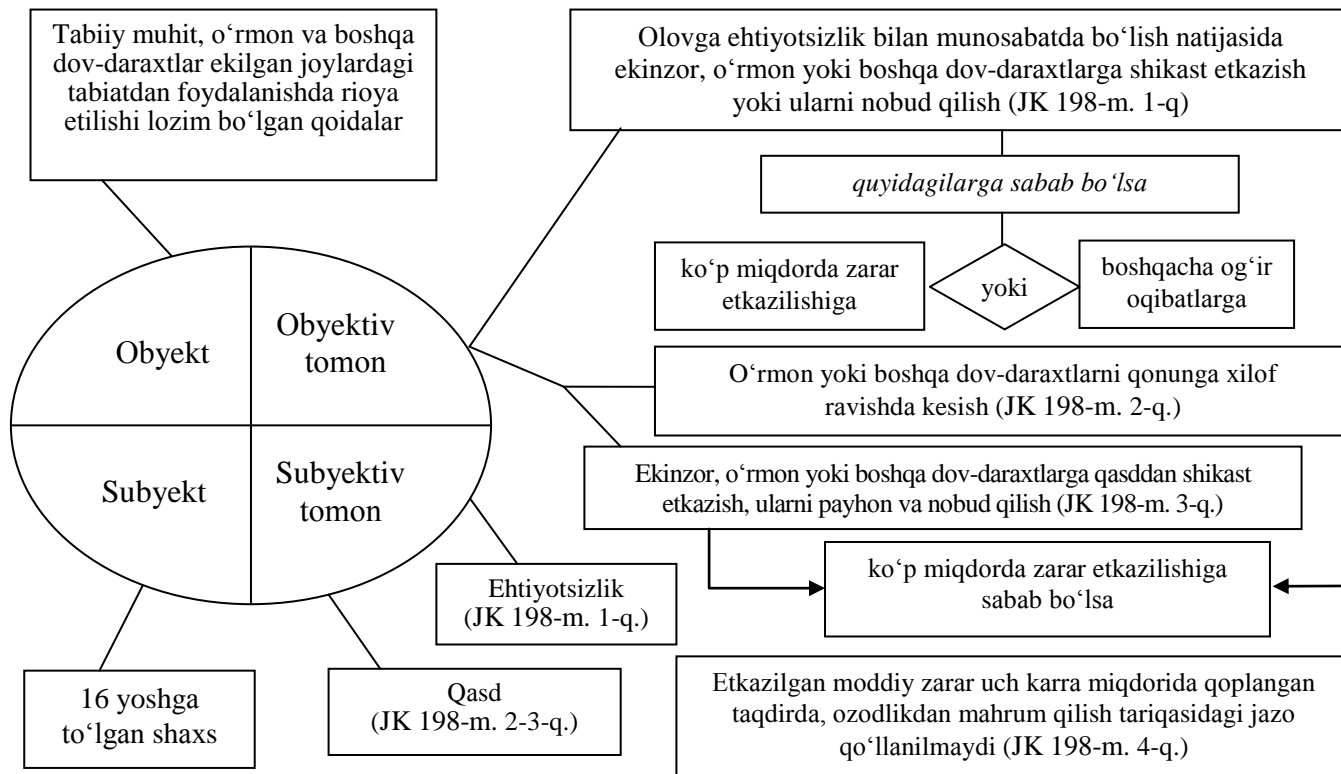 Tabiiy muhit, o‘rmon va boshqa
dov-daraxtlar ekilgan joylardagi
tabiatdan foydalanishda rioya
etilishi lozim bo‘lgan qoidalar
Olovga ehtiyotsizlik bilan munosabatda bo‘lish natijasida
ekinzor, o‘rmon yoki boshqa dov-daraxtlarga shikast etkazish
yoki ularni nobud qilish (JK 198-m. 1-q)
quyidagilarga sabab bo‘lsa
ko‘p miqdorda zarar
etkazilishiga
yoki
boshqacha og‘ir
oqibatlarga
Obyekt
Obyektiv
tomon
O‘rmon yoki boshqa dov-daraxtlarni qonunga xilof
ravishda kesish (JK 198-m. 2-q.)
Subyekt
Subyektiv
tomon
Ekinzor, o‘rmon yoki boshqa dov-daraxtlarga qasddan shikast
etkazish, ularni payhon va nobud qilish (JK 198-m. 3-q.)
Ehtiyotsizlik
(JK 198-m. 1-q.)
ko‘p miqdorda zarar etkazilishiga
sabab bo‘lsa
16 yoshga
to‘lgan shaxs
Qasd
(JK 198-m. 2-3-q.)
Etkazilgan moddiy zarar uch karra miqdorida qoplangan
taqdirda, ozodlikdan mahrum qilish tariqasidagi jazo
qo‘llanilmaydi (JK 198-m. 4-q.)